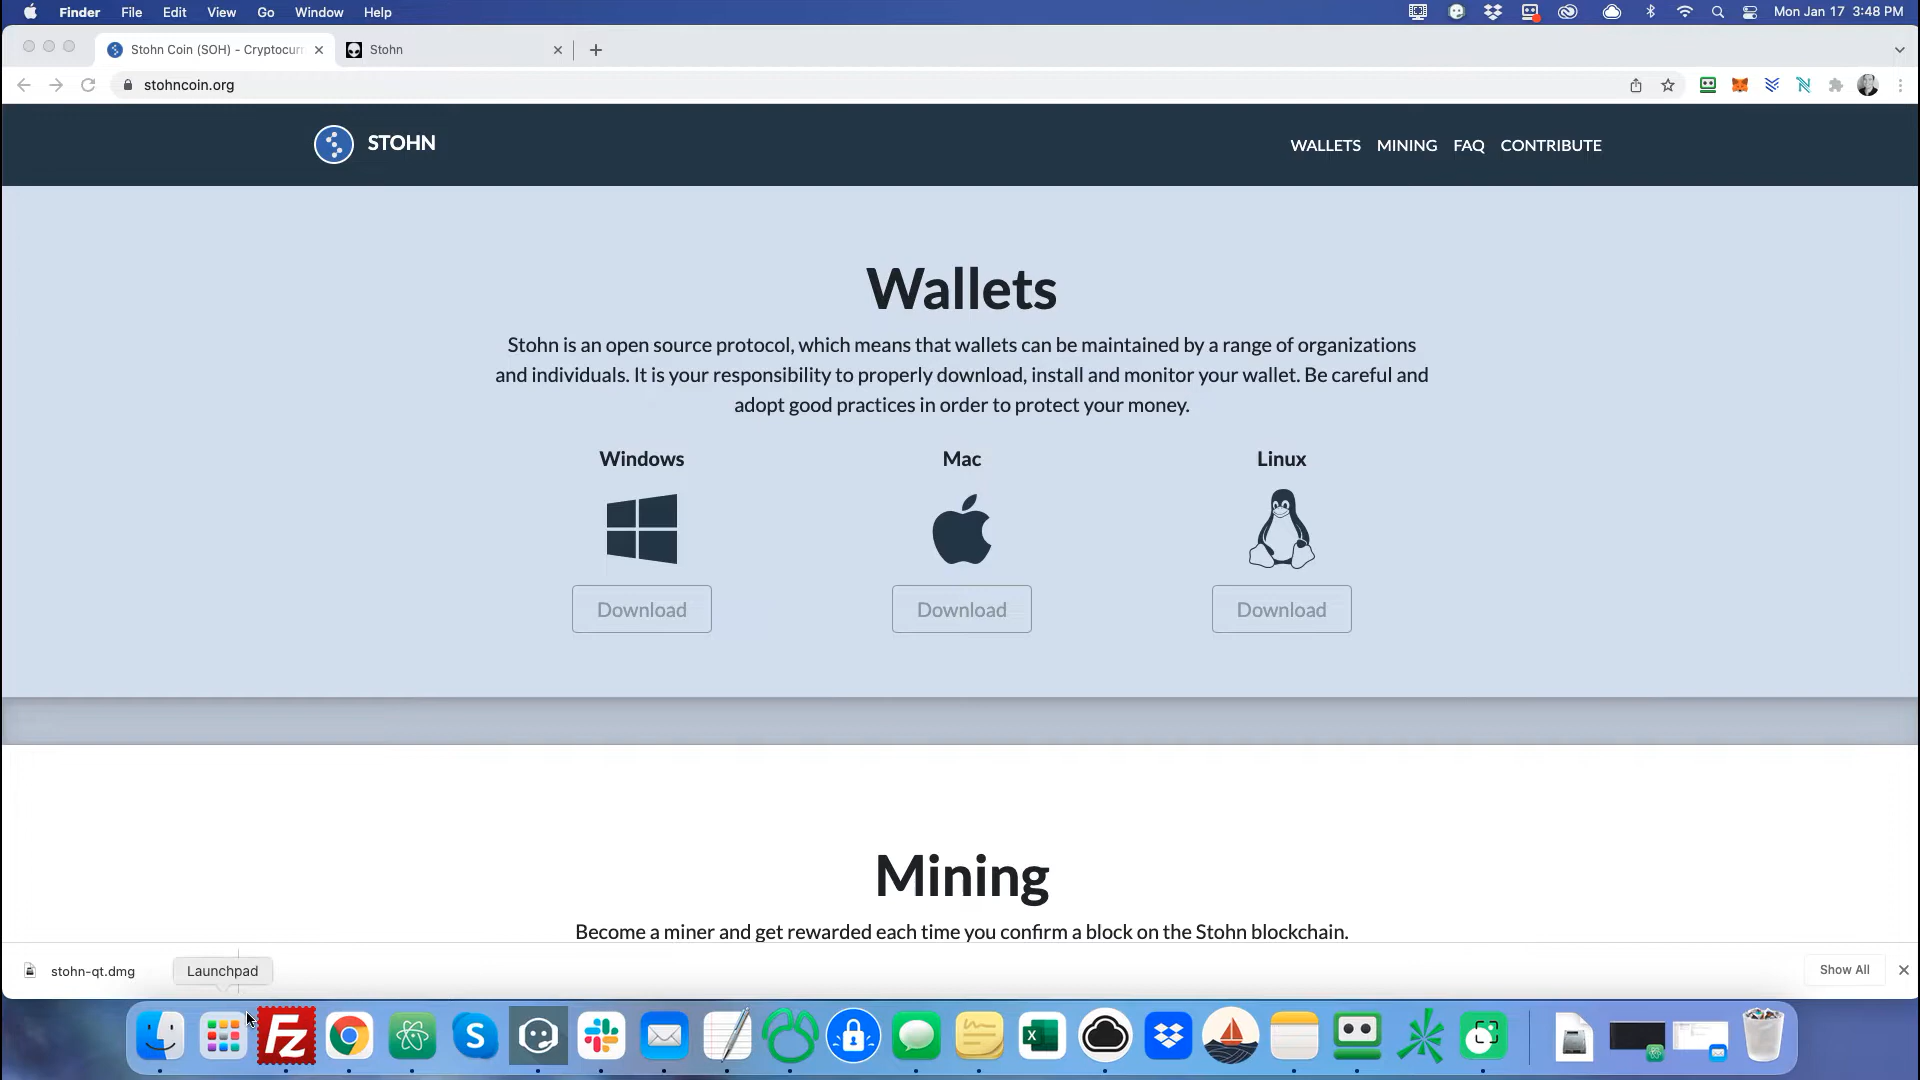 Finder File Edit View Go Window Help
Mon Jan 17 3:48 PM
Stohn Coin (SOH) - Cryptocurr
Stohn
stohncoin.org
STOHN
WALLETS MINING FAQ CONTRIBUTE
Wallets
Stohn is an open source protocol, which means that wallets can be maintained by a range of organizations
and individuals. It is your responsibility to properly download, install and monitor your wallet. Be careful and
adopt good practices in order to protect your money.
Windows
Mac
Linux
Download
Download
Download
Mining
Become a miner and get rewarded each time you confirm a block on the Stohn blockchain.
stohn-qt.dmg
Launchpad
Show All